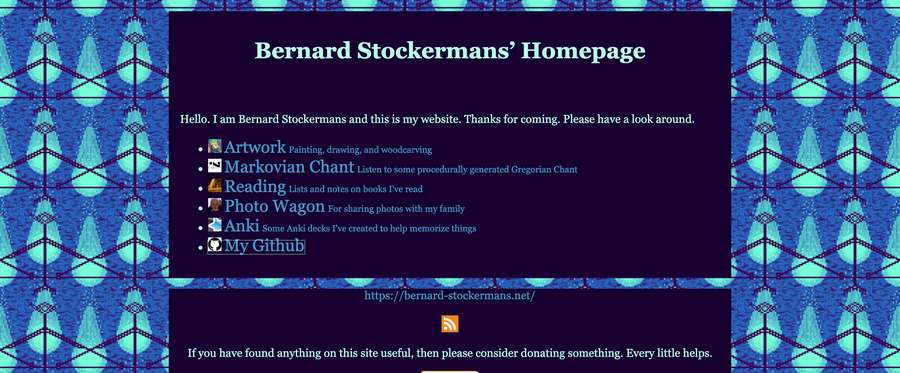 Bernard Stockermans’ Homepage
Hello. I am Bernard Stockermans and this is my website. Thanks for coming. Please have a look around.
Artwork Painting, drawing, and woodcarving
Markovian Chant Listen to some procedurally generated Gregorian Chant
Reading Lists and notes on books I've read
Photo Wagon For sharing photos with my family
Anki Some Anki decks I've created to help memorize things
My Github
https://bernard-stockermans.net/
If you have found anything on this site useful, then please consider donating something. Every little helps.